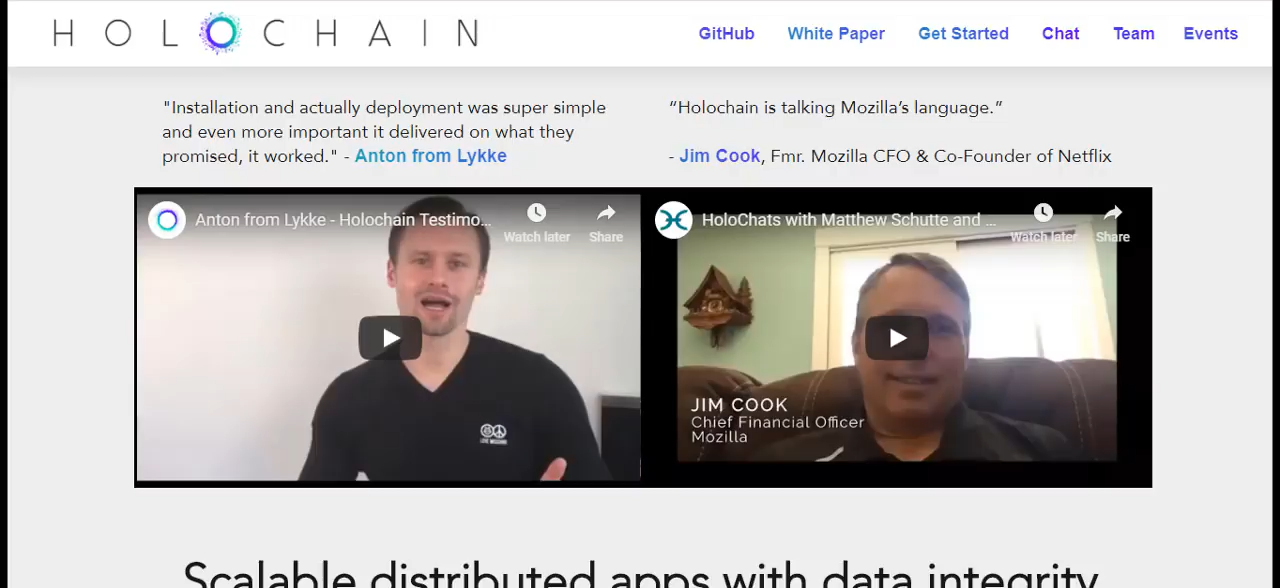 HOLOCHAIN
GitHub White Paper Get Started Chat Team Events
"Installation and actually deployment was super simple
and even more important it delivered on what they
promised, it worked." - Anton from Lykke
“Holochain is talking Mozilla’s language.”
- Jim Cook, Fmr. Mozilla CFO & Co-Founder of Netflix
Anton from Lykke - Holochain Testimo...
Watch later Share
HoloChats with Matthew Schutte and ...
Watch later Share
JIM COOK
Chief Financial Officer
Mozilla
Scalable distributed apps with data integrity